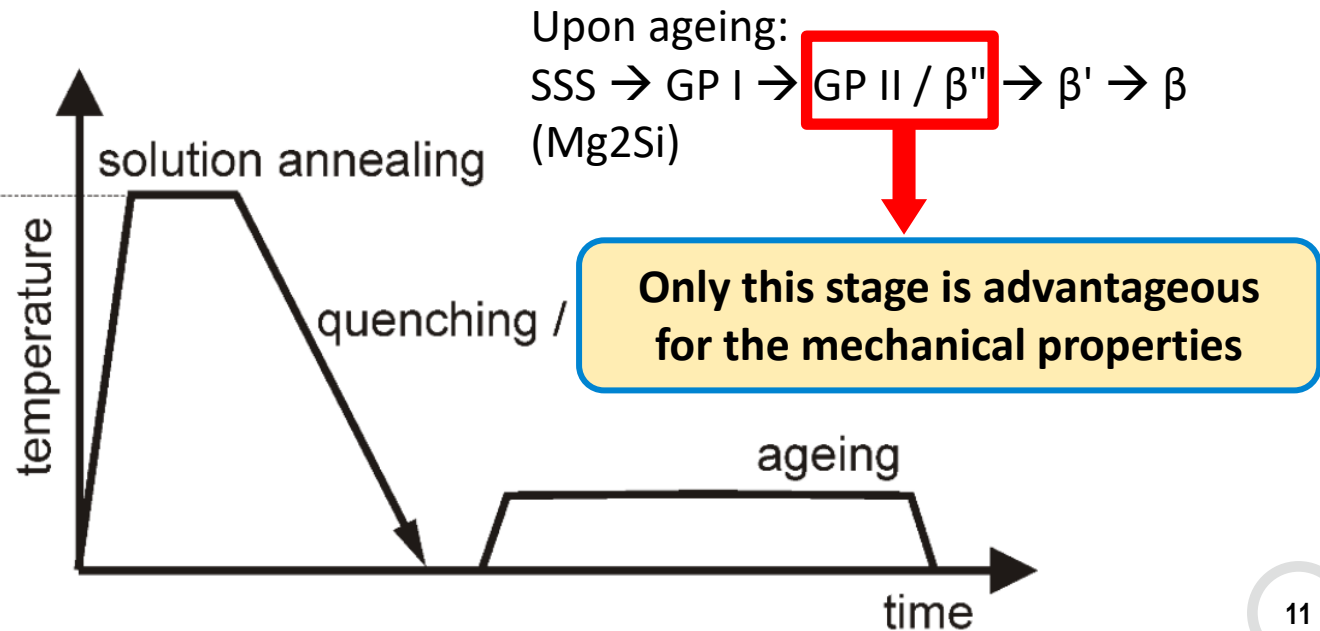 Upon ageing:
SSS → GP I → GP II / β" → β' → β
(Mg2Si)
solution annealing
temperature
quenching /
Only this stage is advantageous
for the mechanical properties
ageing
time
11